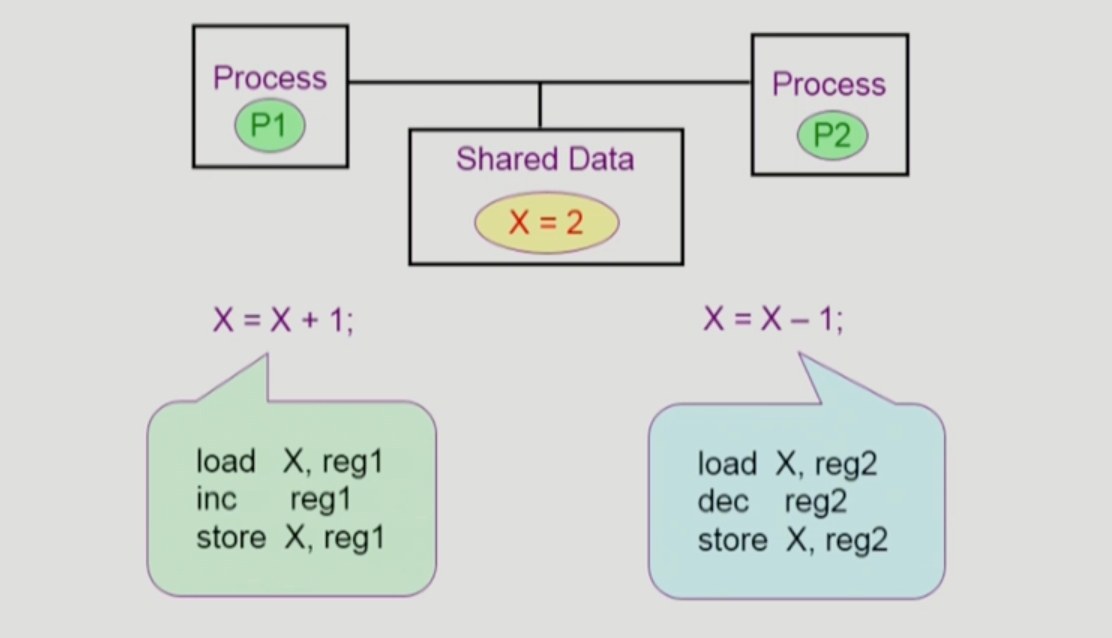 Process
P1
Process
P2
Shared Data
X = 2
X = X + 1;
X = X – 1;
load X, reg1
inc reg1
store X, reg1
load X, reg2
dec reg2
store X, reg2